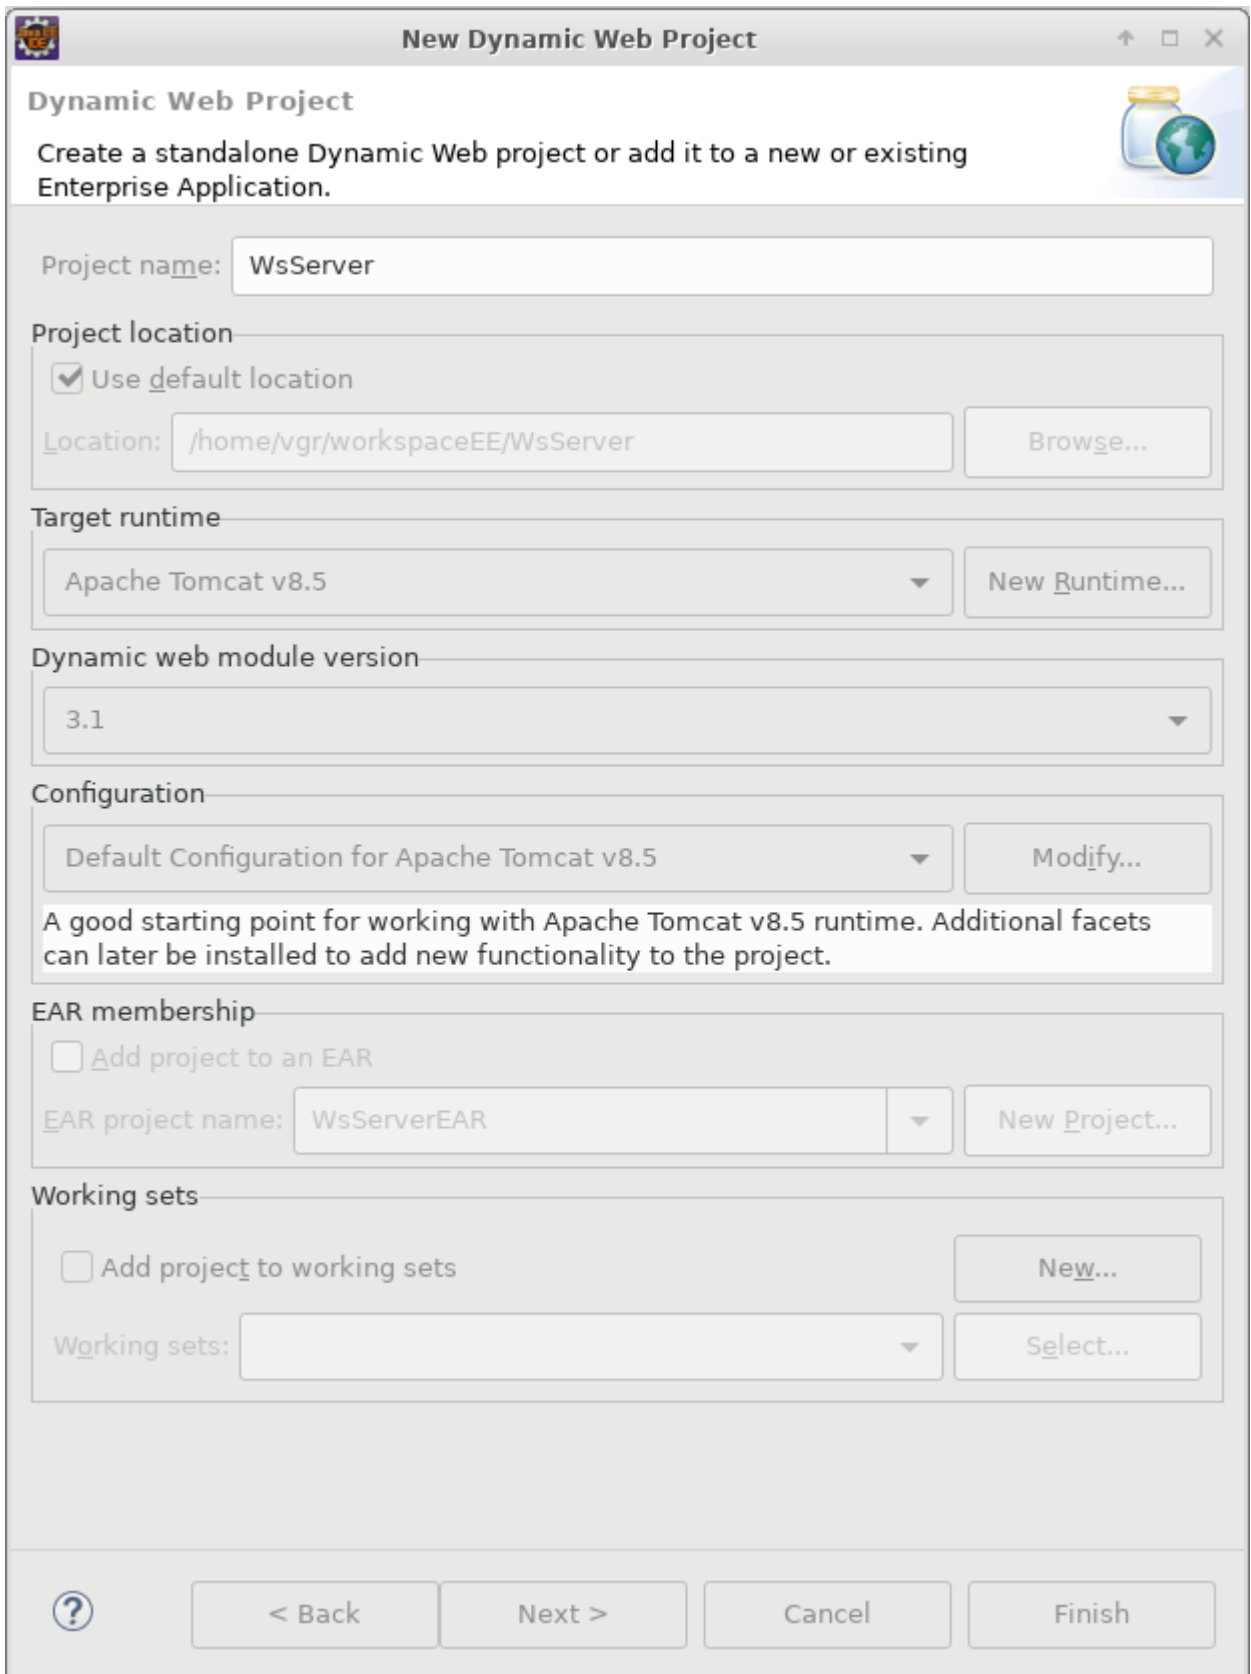 Java EE
IDE
New Dynamic Web Project
Dynamic Web Project
Create a standalone Dynamic Web project or add it to a new or existing
Enterprise Application.
Project name: WsServer
Project location
Use default location
Location: /home/vgr/workspaceEE/WsServer Browse...
Target runtime
Apache Tomcat v8.5 New Runtime...
Dynamic web module version
3.1
Configuration
Default Configuration for Apache Tomcat v8.5 Modify...
A good starting point for working with Apache Tomcat v8.5 runtime. Additional facets
can later be installed to add new functionality to the project.
EAR membership
Add project to an EAR
EAR project name: WsServerEAR New Project...
Working sets
Add project to working sets New...
Working sets: Select...
? < Back Next > Cancel Finish